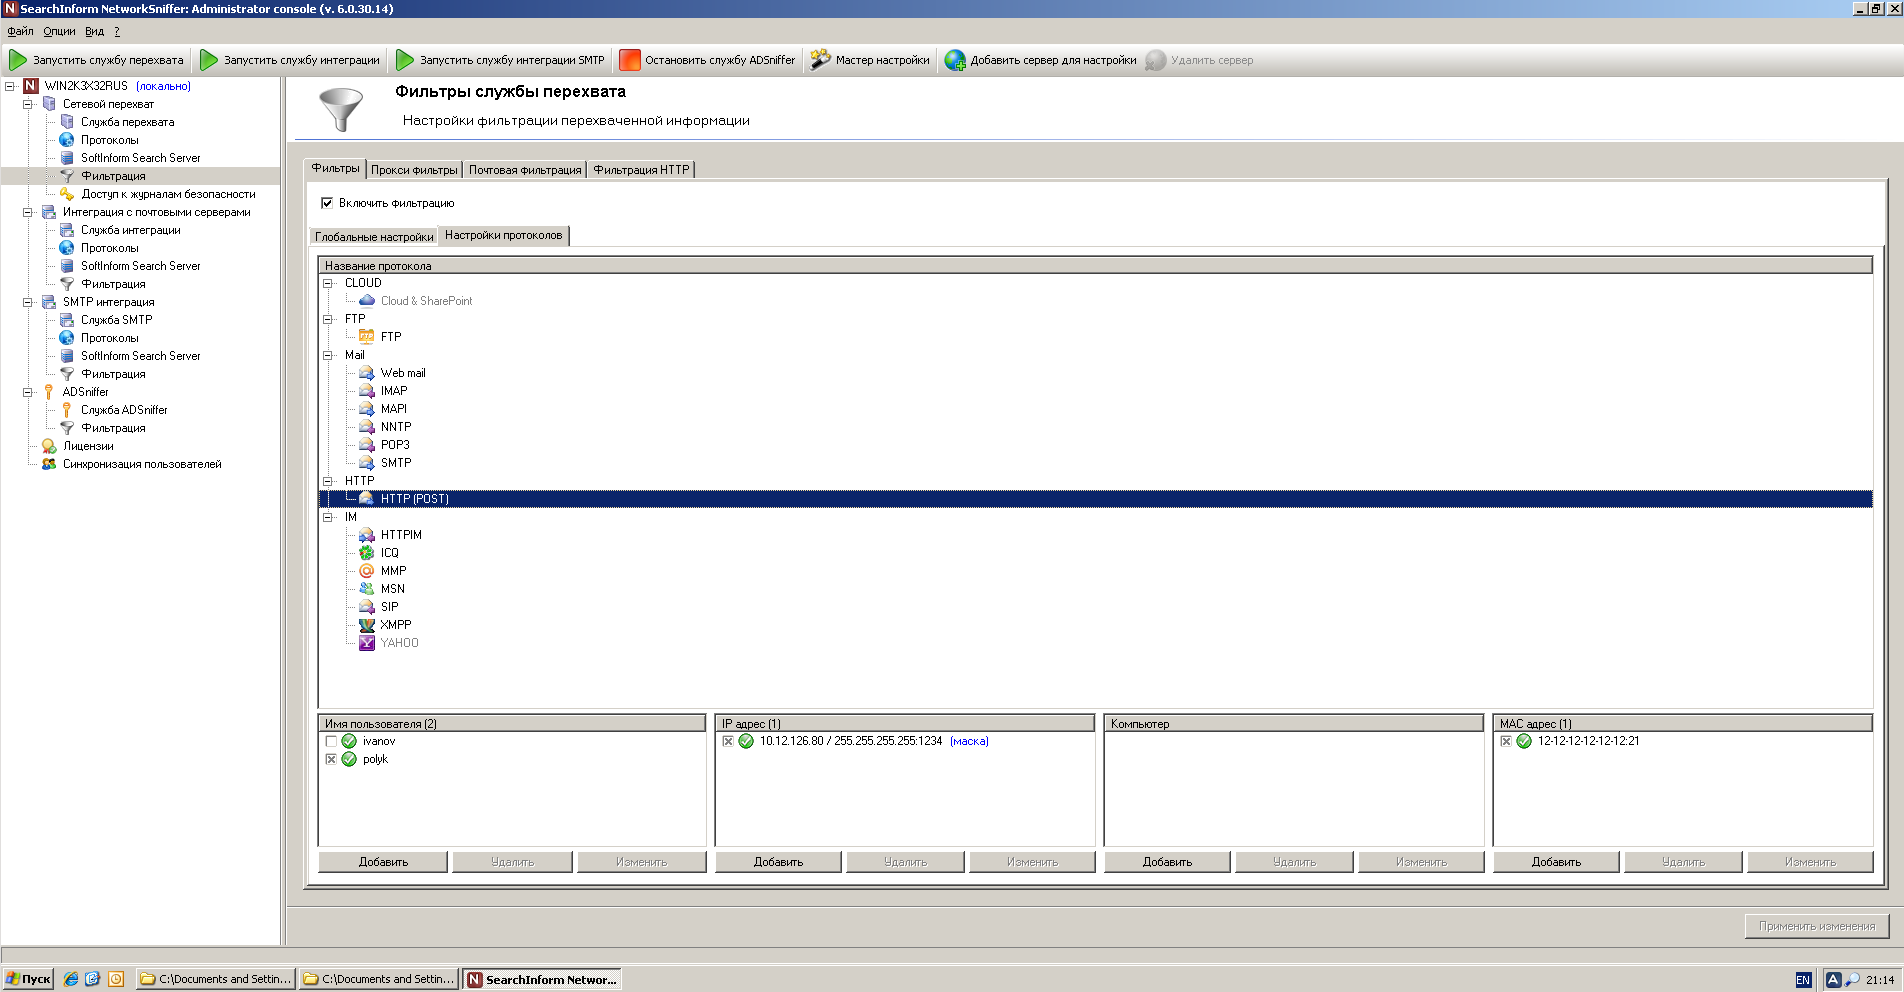 SearchInform NetworkSniffer: Administrator console (v. 6.0.30.14)
Файл Опции Вид ?
Запустить службу перехвата Запустить службу интеграции Запустить службу интеграции SMTP Остановить службу ADSniffer Мастер настройки Добавить сервер для настройки Удалить сервер
WIN2K3X32RUS (локально)
Сетевой перехват
Служба перехвата
Протоколы
SoftInform Search Server
Фильтрация
Доступ к журналам безопасности
Интеграция с почтовыми серверами
Служба интеграции
Протоколы
SoftInform Search Server
Фильтрация
SMTP интеграция
Служба SMTP
Протоколы
SoftInform Search Server
Фильтрация
ADSniffer
Служба ADSniffer
Фильтрация
Лицензии
Синхронизация пользователей
Фильтры службы перехвата
Настройки фильтрации перехваченной информации
Фильтры Прокси фильтры Почтовая фильтрация Фильтрация HTTP
Включить фильтрацию
Глобальные настройки Настройки протоколов
Название протокола
CLOUD
Cloud & SharePoint
FTP
FTP
Mail
Web mail
IMAP
MAPI
NNTP
POP3
SMTP
HTTP
HTTP (POST)
IM
HTTPIM
ICQ
MMP
MSN
SIP
XMPP
YAHOO
Имя пользователя (2)
ivanov
polyk
Добавить Удалить Изменить
IP адрес (1)
10.12.126.80 / 255.255.255.255:1234 (маска)
Добавить Удалить Изменить
Компьютер
Добавить Удалить Изменить
MAC адрес (1)
12-12-12-12-12-12:21
Добавить Удалить Изменить
Применить изменения
Пуск C:\Documents and Settin... C:\Documents and Settin... SearchInform Networ... EN A 21:14